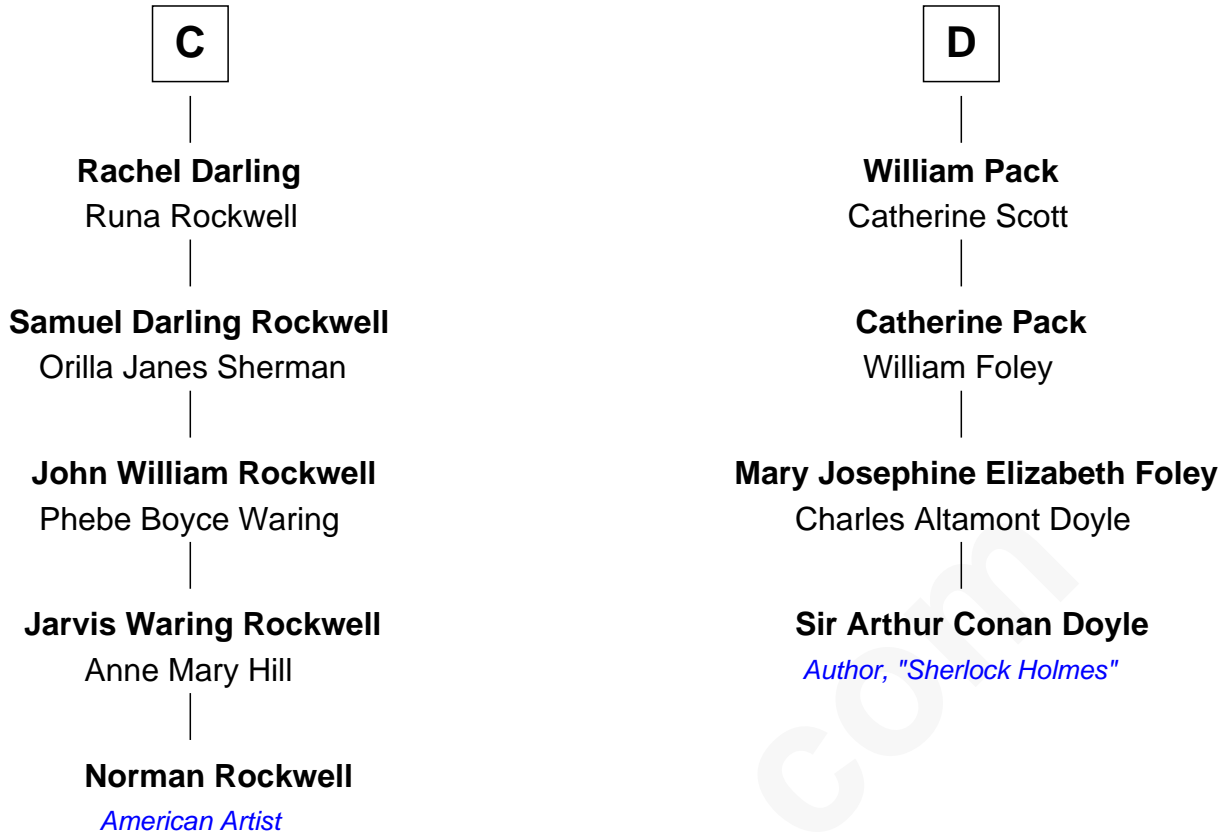 C
Rachel Darling
Runa Rockwell
Samuel Darling Rockwell
Orilla Janes Sherman
John William Rockwell
Phebe Boyce Waring
Jarvis Waring Rockwell
Anne Mary Hill
Norman Rockwell
American Artist
D
William Pack
Catherine Scott
Catherine Pack
William Foley
Mary Josephine Elizabeth Foley
Charles Altamont Doyle
Sir Arthur Conan Doyle
Author, "Sherlock Holmes"
com